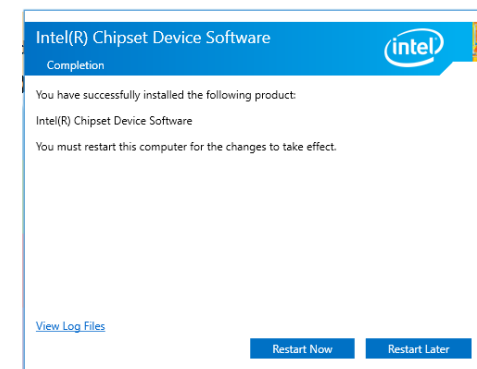 Intel(R) Chipset Device Software
Completion
intel
You have successfully installed the following product:
Intel(R) Chipset Device Software
You must restart this computer for the changes to take effect.
View Log Files
Restart Now
Restart Later